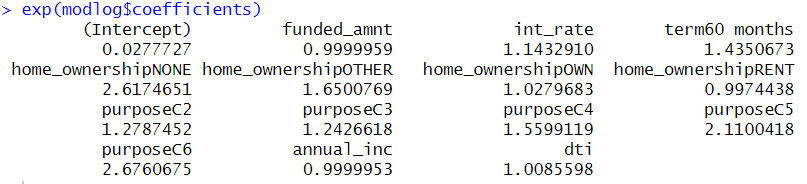 > exp(modlog$coefficients)
(Intercept) funded_amnt int_rate term60 months
0.0277727 0.9999959 1.1432910 1.4350673
home_ownershipNONE home_ownershipOTHER home_ownershipOWN home_ownershipRENT
2.6174651 1.6500769 1.0279683 0.9974438
purposeC2 purposeC3 purposeC4 purposeC5
1.2787452 1.2426618 1.5599119 2.1100418
purposeC6 annual_inc dti
2.6760675 0.9999953 1.0085598